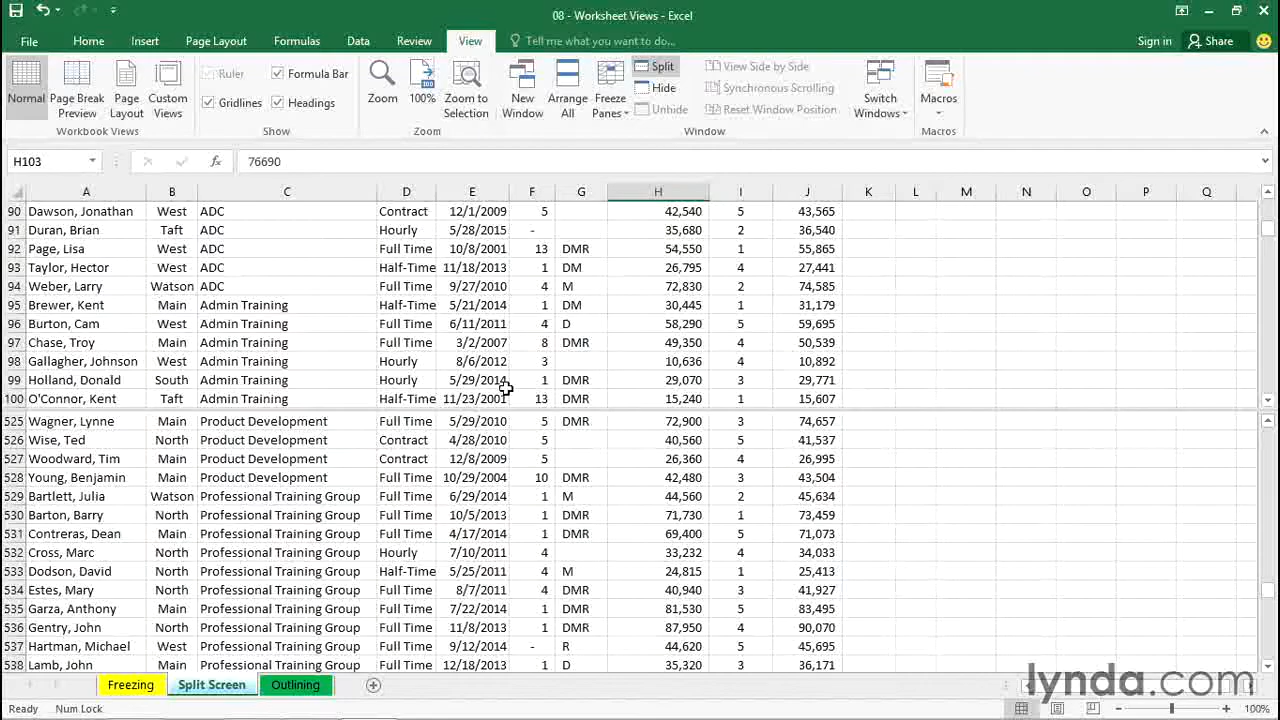 08 - Worksheet Views - Excel
File Home Insert Page Layout Formulas Data Review View Tell me what you want to do... Sign in Share
Normal Page Break Preview Page Layout Custom Views
Workbook Views
Ruler Formula Bar
Gridlines Headings
Show
Zoom 100% Zoom to Selection
Zoom
New Window Arrange All Freeze Panes
Split
Hide
Unhide
View Side by Side
Synchronous Scrolling
Reset Window Position
Switch Windows
Window
Macros
Macros
H103 fx 76690
A B C D E F G H I J K L M N O P Q
90 Dawson, Jonathan West ADC Contract 12/1/2009 5 42,540 5 43,565
91 Duran, Brian Taft ADC Hourly 5/28/2015 - 35,680 2 36,540
92 Page, Lisa West ADC Full Time 10/8/2001 13 DMR 54,550 1 55,865
93 Taylor, Hector West ADC Half-Time 11/18/2013 1 DM 26,795 4 27,441
94 Weber, Larry Watson ADC Full Time 9/27/2010 4 M 72,830 2 74,585
95 Brewer, Kent Main Admin Training Half-Time 5/21/2014 1 DM 30,445 1 31,179
96 Burton, Cam West Admin Training Full Time 6/11/2011 4 D 58,290 5 59,695
97 Chase, Troy Main Admin Training Full Time 3/2/2007 8 DMR 49,350 4 50,539
98 Gallagher, Johnson West Admin Training Hourly 8/6/2012 3 10,636 4 10,892
99 Holland, Donald South Admin Training Hourly 5/29/2014 1 DMR 29,070 3 29,771
100 O'Connor, Kent Taft Admin Training Half-Time 11/23/2001 13 DMR 15,240 1 15,607
525 Wagner, Lynne Main Product Development Full Time 5/29/2010 5 DMR 72,900 3 74,657
526 Wise, Ted North Product Development Contract 4/28/2010 5 40,560 5 41,537
527 Woodward, Tim Main Product Development Contract 12/8/2009 5 26,360 4 26,995
528 Young, Benjamin Main Product Development Full Time 10/29/2004 10 DMR 42,480 3 43,504
529 Bartlett, Julia Watson Professional Training Group Full Time 6/29/2014 1 M 44,560 2 45,634
530 Barton, Barry North Professional Training Group Full Time 10/5/2013 1 DMR 71,730 1 73,459
531 Contreras, Dean Main Professional Training Group Full Time 4/17/2014 1 DMR 69,400 5 71,073
532 Cross, Marc North Professional Training Group Hourly 7/10/2011 4 33,232 4 34,033
533 Dodson, David North Professional Training Group Half-Time 5/25/2011 4 M 24,815 1 25,413
534 Estes, Mary North Professional Training Group Full Time 8/7/2011 4 DMR 40,940 3 41,927
535 Garza, Anthony Main Professional Training Group Full Time 7/22/2014 1 DMR 81,530 5 83,495
536 Gentry, John North Professional Training Group Full Time 11/8/2013 1 DMR 87,950 4 90,070
537 Hartman, Michael West Professional Training Group Full Time 9/12/2014 - R 44,620 5 45,695
538 Lamb, John Main Professional Training Group Full Time 12/18/2013 1 D 35,320 3 36,171
Freezing Split Screen Outlining
lynda.com
Ready Num Lock 100%